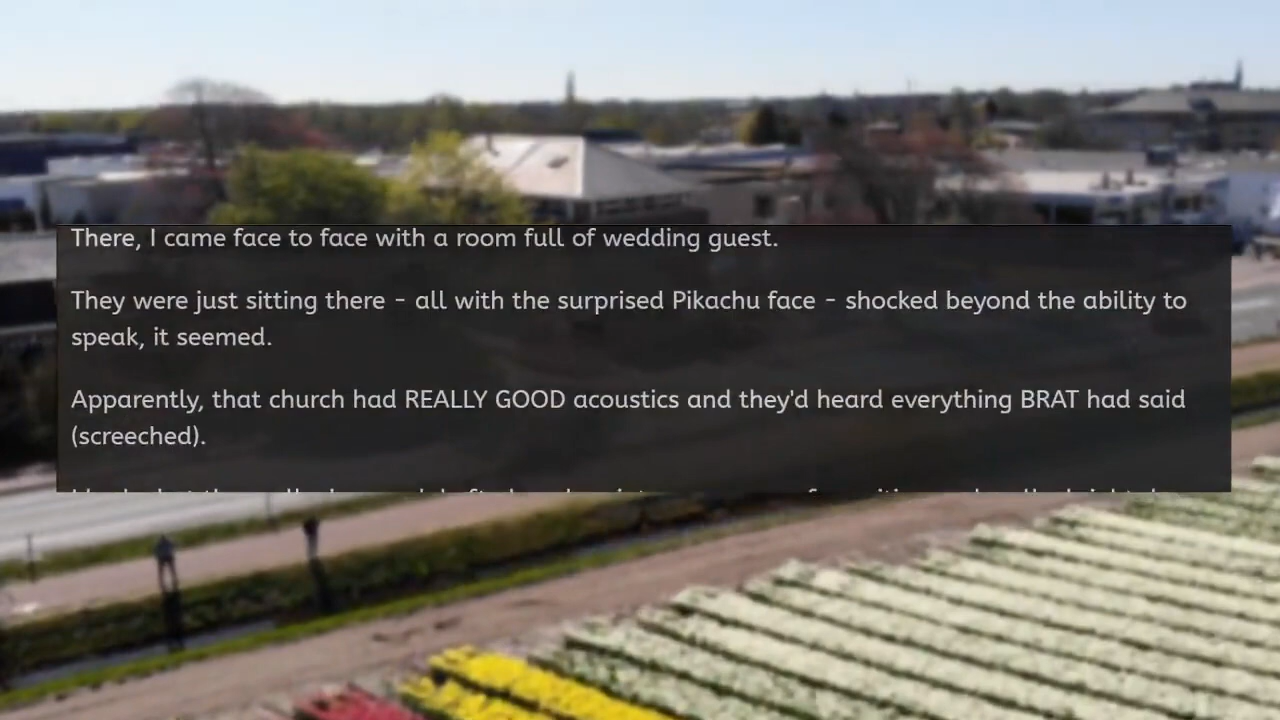 There, I came face to face with a room full of wedding guest.
They were just sitting there - all with the surprised Pikachu face - shocked beyond the ability to
speak, it seemed.
Apparently, that church had REALLY GOOD acoustics and they'd heard everything BRAT had said
(screeched).